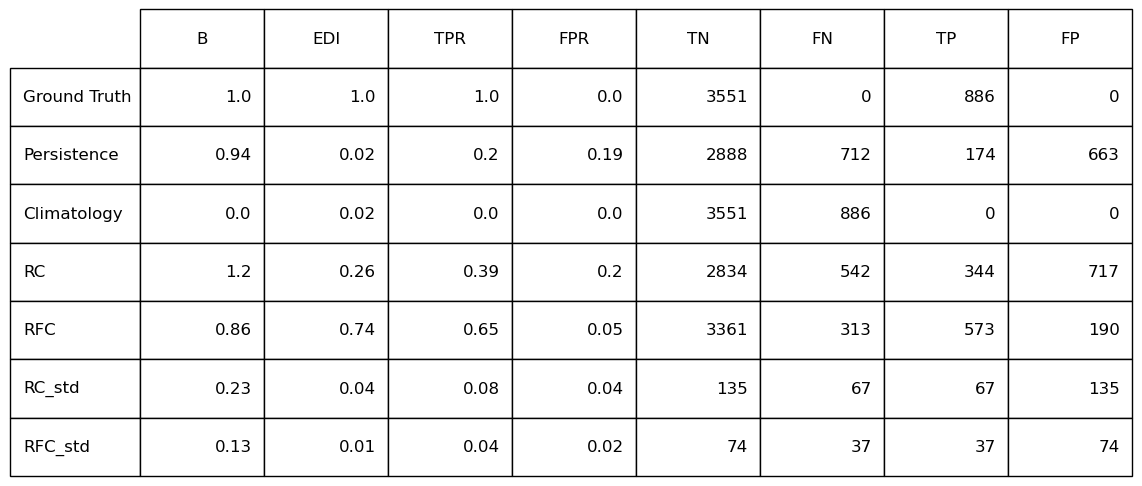 B EDI TPR FPR TN FN TP FP
Ground Truth 1.0 1.0 1.0 0.0 3551 0 886 0
Persistence 0.94 0.02 0.2 0.19 2888 712 174 663
Climatology 0.0 0.02 0.0 0.0 3551 886 0 0
RC 1.2 0.26 0.39 0.2 2834 542 344 717
RFC 0.86 0.74 0.65 0.05 3361 313 573 190
RC_std 0.23 0.04 0.08 0.04 135 67 67 135
RFC_std 0.13 0.01 0.04 0.02 74 37 37 74